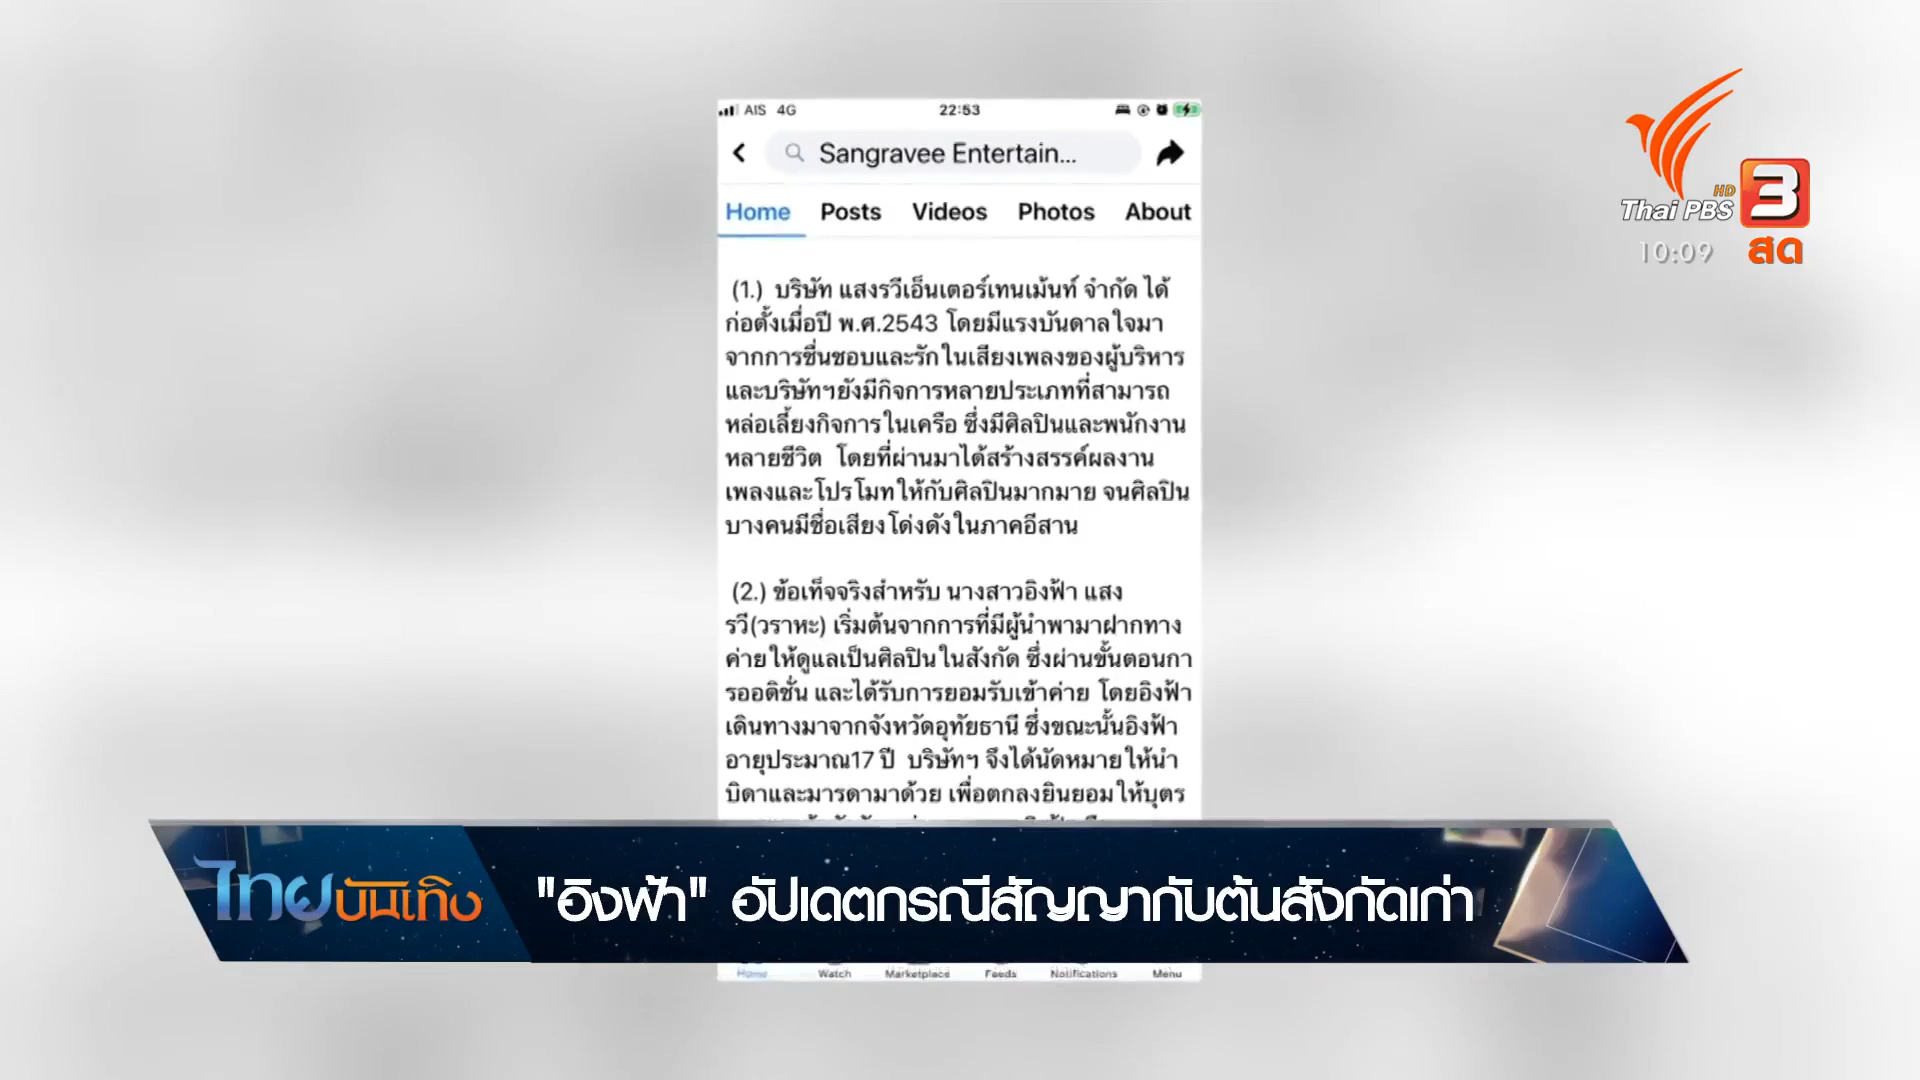 AIS 4G 22:53
Sangravee Entertain...
Home Posts Videos Photos About
HD
Thai PBS 3
10:09 สด
(1.) บริษัท แสงรวีเอ็นเตอร์เทนเม้นท์ จำกัด ได้
ก่อตั้งเมื่อปี พ.ศ.2543 โดยมีแรงบันดาลใจมา
จากการชื่นชอบและรักในเสียงเพลงของผู้บริหาร
และบริษัทฯยังมีกิจการหลายประเภทที่สามารถ
หล่อเลี้ยงกิจการในเครือ ซึ่งมีศิลปินและพนักงาน
หลายชีวิต โดยที่ผ่านมาได้สร้างสรรค์ผลงาน
เพลงและโปรโมทให้กับศิลปินมากมาย จนศิลปิน
บางคนมีชื่อเสียงโด่งดังในภาคอีสาน
(2.) ข้อเท็จจริงสำหรับ นางสาวอิงฟ้า แสง
รวี(วราหะ) เริ่มต้นจากการที่มีผู้นำพามาฝากทาง
ค่ายให้ดูแลเป็นศิลปินในสังกัด ซึ่งผ่านขั้นตอนกา
รออติชั่น และได้รับการยอมรับเข้าค่าย โดยอิงฟ้า
เดินทางมาจากจังหวัดอุทัยธานี ซึ่งขณะนั้นอิงฟ้า
อายุประมาณ17 ปี บริษัทฯ จึงได้นัดหมายให้นำ
บิดาและมารดามาด้วย เพื่อตกลงยินยอมให้บุตร
ไทยบันเทิง
"อิงฟ้า" อัปเดตกรณีสัญญากับต้นสังกัดเก่า
Home Watch Marketplace Feeds Notifications Menu